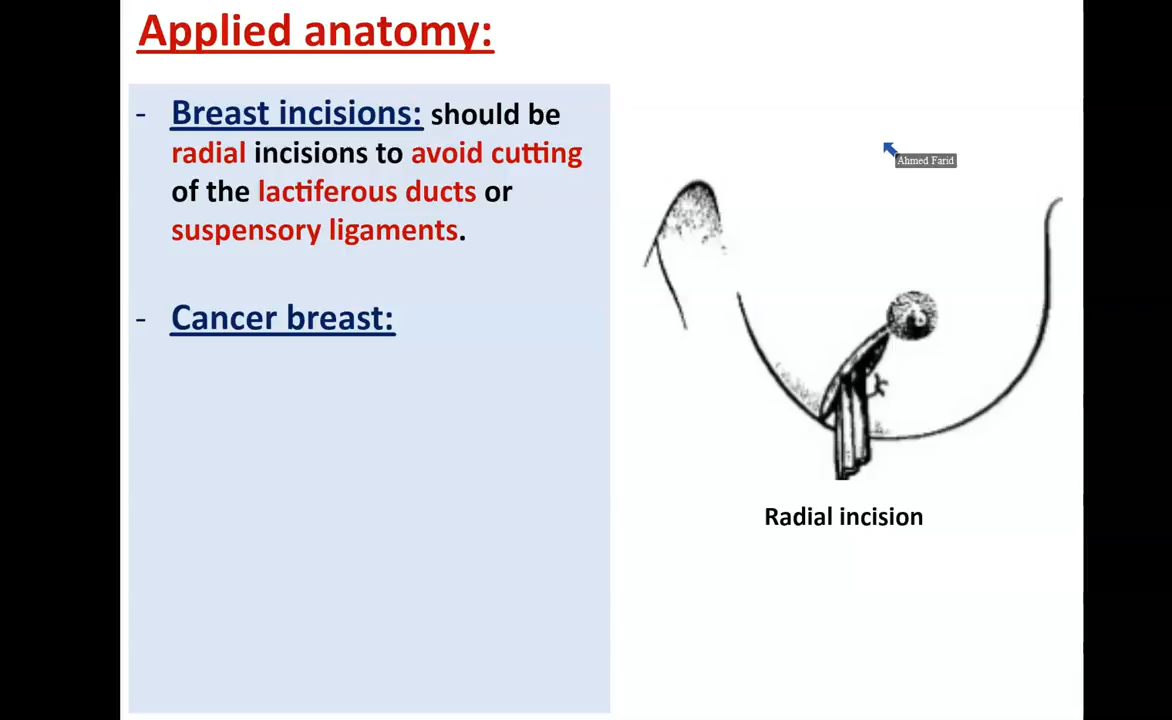 Applied anatomy:
- Breast incisions: should be
radial incisions to avoid cutting
of the lactiferous ducts or
suspensory ligaments.
- Cancer breast:
Ahmed Farid
Radial incision